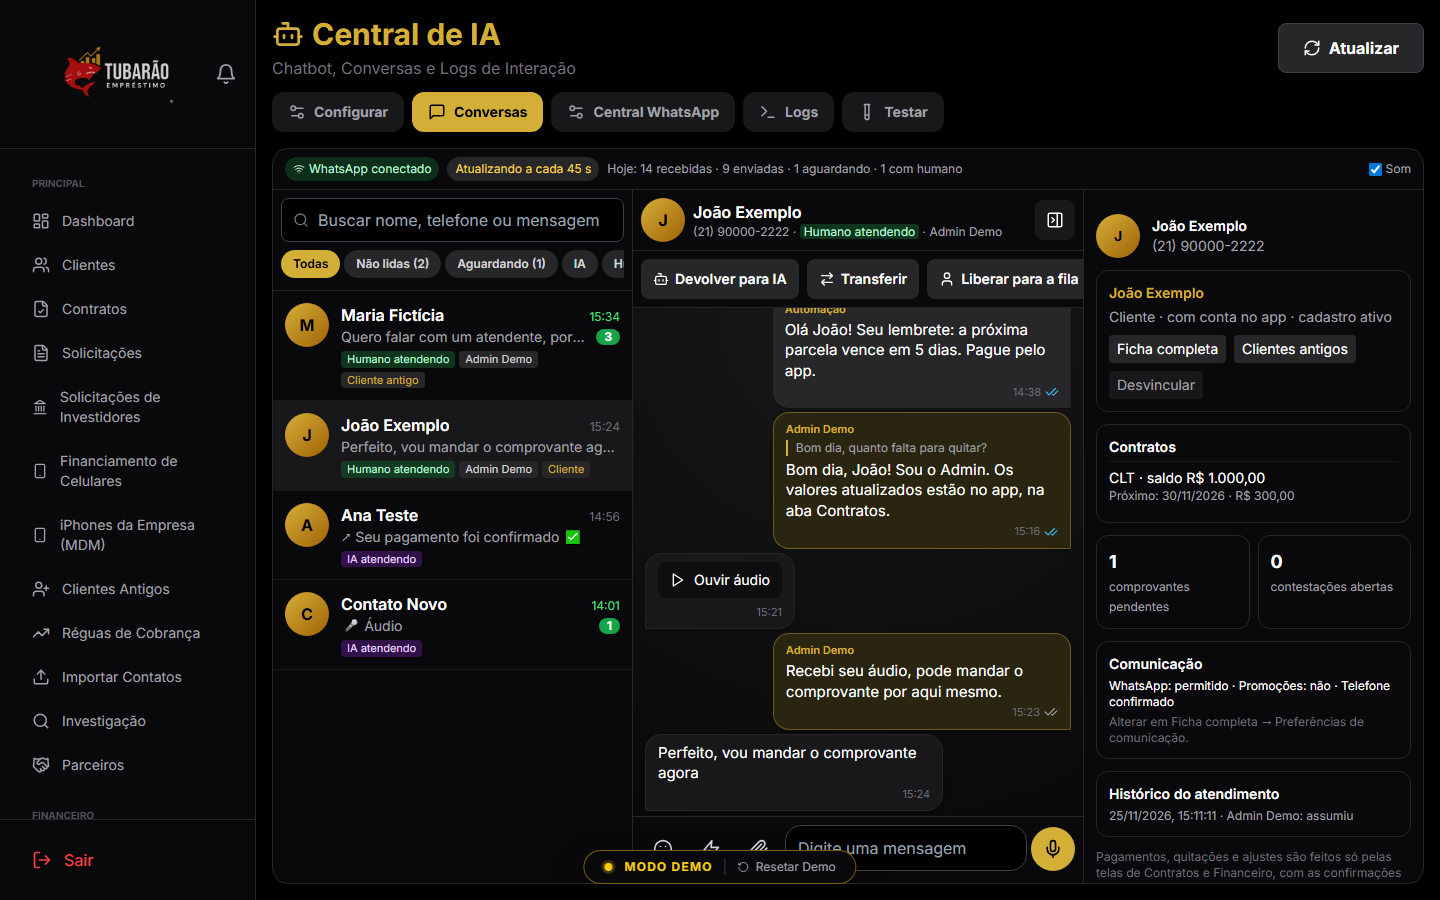 TUBARÃO
EMPRÉSTIMO
PRINCIPAL
Dashboard
Clientes
Contratos
Solicitações
Solicitações de
Investidores
Financiamento de
Celulares
iPhones da Empresa
(MDM)
Clientes Antigos
Réguas de Cobrança
Importar Contatos
Investigação
Parceiros
FINANCEIRO
Sair
Central de IA
Chatbot, Conversas e Logs de Interação
Atualizar
Configurar
Conversas
Central WhatsApp
Logs
Testar
WhatsApp conectado
Atualizando a cada 45 s
Hoje: 14 recebidas · 9 enviadas · 1 aguardando · 1 com humano
Som
Buscar nome, telefone ou mensagem
Todas
Não lidas (2)
Aguardando (1)
IA
Maria Fictícia
15:34
M
Quero falar com um atendente, por...
3
Humano atendendo
Admin Demo
Cliente antigo
João Exemplo
15:24
J
Perfeito, vou mandar o comprovante ag...
Humano atendendo
Admin Demo
Cliente
Ana Teste
14:56
A
Seu pagamento foi confirmado ✅
IA atendendo
Contato Novo
14:01
C
🎤 Áudio
1
IA atendendo
J
João Exemplo
(21) 90000-2222 · Humano atendendo · Admin Demo
Devolver para IA
Transferir
Liberar para a fila
Automação
Olá João! Seu lembrete: a próxima
parcela vence em 5 dias. Pague pelo
app.
14:38
Admin Demo
Bom dia, quanto falta para quitar?
Bom dia, João! Sou o Admin. Os
valores atualizados estão no app, na
aba Contratos.
15:16
Ouvir áudio
15:21
Admin Demo
Recebi seu áudio, pode mandar o
comprovante por aqui mesmo.
15:23
Perfeito, vou mandar o comprovante
agora
15:24
Digite uma mensagem
MODO DEMO
Resetar Demo
J
João Exemplo
(21) 90000-2222
João Exemplo
Cliente · com conta no app · cadastro ativo
Ficha completa
Clientes antigos
Desvincular
Contratos
CLT · saldo R$ 1.000,00
Próximo: 30/11/2026 · R$ 300,00
1
comprovantes
pendentes
0
contestações abertas
Comunicação
WhatsApp: permitido · Promoções: não · Telefone
confirmado
Alterar em Ficha completa → Preferências de
comunicação.
Histórico do atendimento
25/11/2026, 15:11:11 · Admin Demo: assumiu
Pagamentos, quitações e ajustes são feitos só pelas
telas de Contratos e Financeiro, com as confirmações